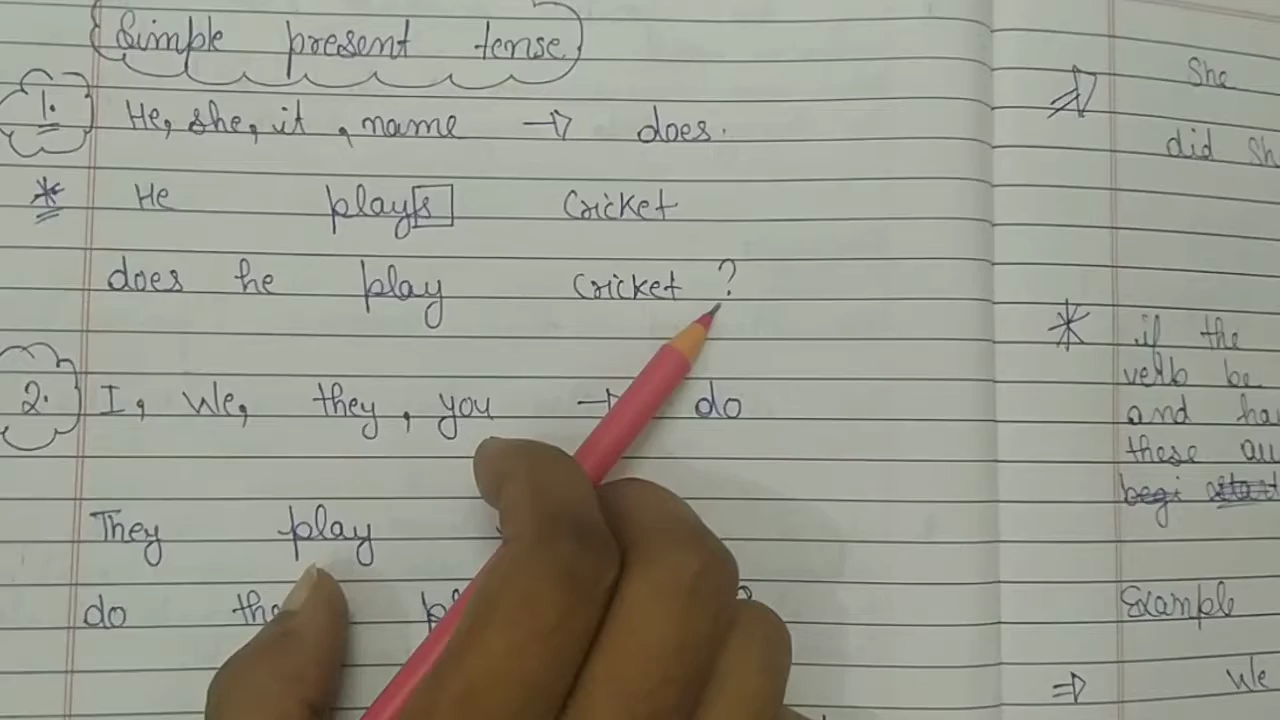 Simple present tense
1. He, she, it, name → does.
* He plays cricket
does he play cricket ?
2. I, We, they, you → do
They play
do
She
did
* if the
verb be
and
these
Example
⇒ We